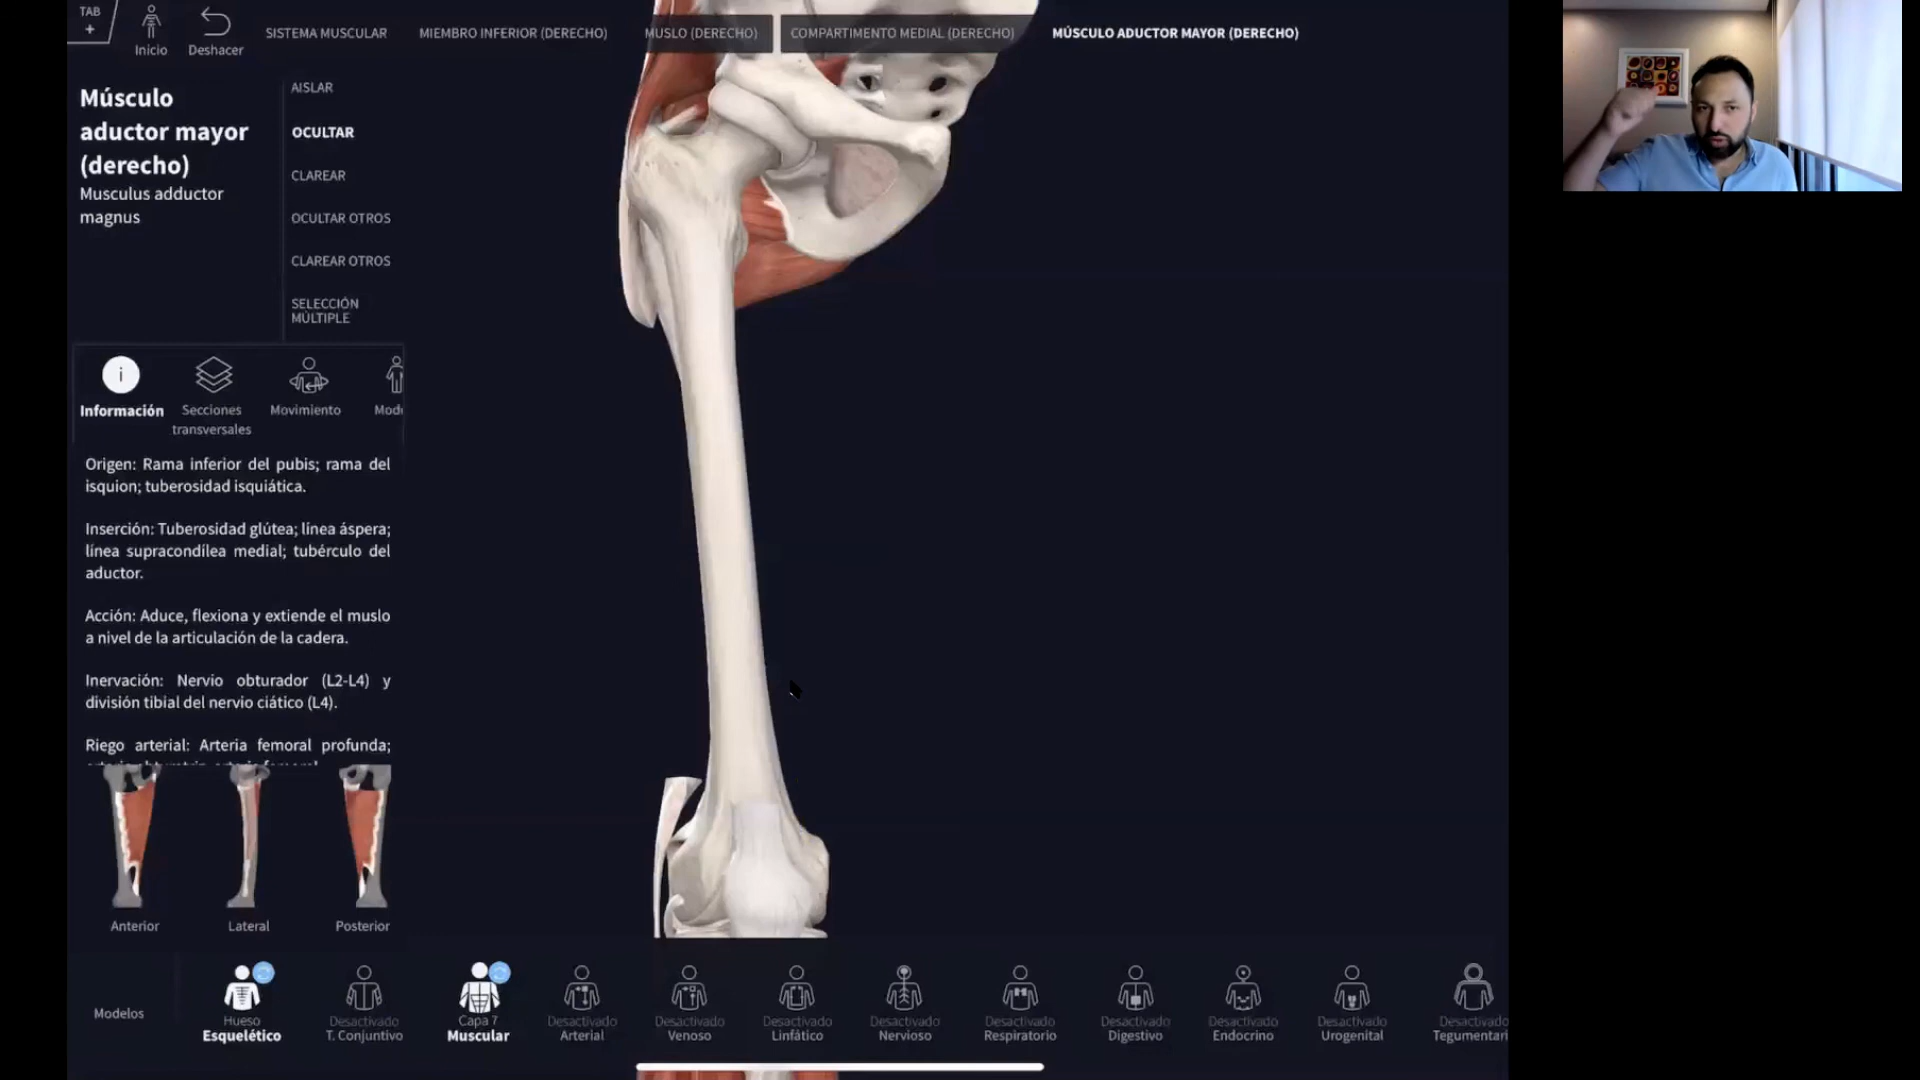 TAB
+
Inicio
Deshacer
SISTEMA MUSCULAR
MIEMBRO INFERIOR (DERECHO)
MUSLO (DERECHO)
COMPARTIMENTO MEDIAL (DERECHO)
MÚSCULO ADUCTOR MAYOR (DERECHO)
Músculo
aductor mayor
(derecho)
Musculus adductor
magnus
AISLAR
OCULTAR
CLAREAR
OCULTAR OTROS
CLAREAR OTROS
SELECCIÓN
MÚLTIPLE
i
Información
Secciones
transversales
Movimiento
Origen: Rama inferior del pubis; rama del
isquion; tuberosidad isquiática.
Inserción: Tuberosidad glútea; línea áspera;
línea supracondílea medial; tubérculo del
aductor.
Acción: Aduce, flexiona y extiende el muslo
a nivel de la articulación de la cadera.
Inervación: Nervio obturador (L2-L4) y
división tibial del nervio ciático (L4).
Riego arterial: Arteria femoral profunda;
Anterior
Lateral
Posterior
Modelos
Hueso
Esquelético
Desactivado
T. Conjuntivo
Capa 7
Muscular
Desactivado
Arterial
Desactivado
Venoso
Desactivado
Linfático
Desactivado
Nervioso
Desactivado
Respiratorio
Desactivado
Digestivo
Desactivado
Endocrino
Desactivado
Urogenital
Desactivado
Tegumentari